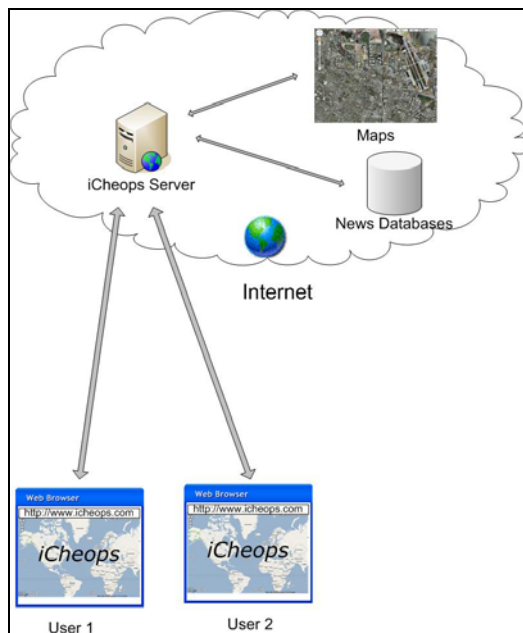 Maps
iCheops Server
News Databases
Internet
Web Browser
http://www.icheops.com
iCheops
User 1
Web Browser
http://www.icheops.com
iCheops
User 2